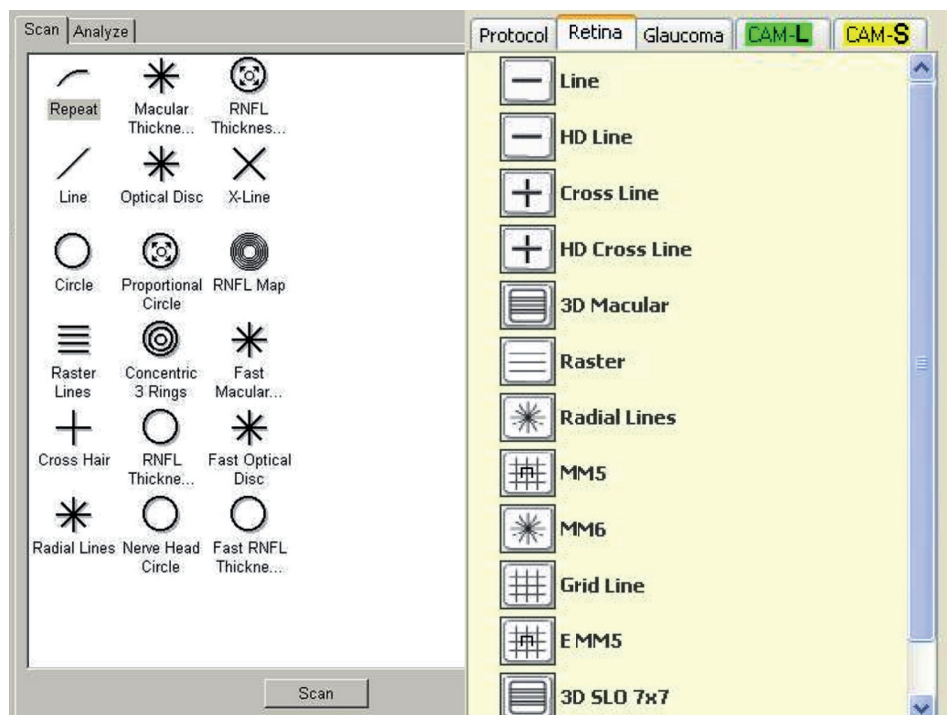 Scan Analyze
Repeat
Macular
Thickne...
RNFL
Thicknes...
Line
Optical Disc
X-Line
Circle
Proportional
Circle
RNFL Map
Raster
Lines
Concentric
3 Rings
Fast
Macular...
Cross Hair
RNFL
Thickne...
Fast Optical
Disc
Radial Lines
Nerve Head
Circle
Fast RNFL
Thickne...
Scan
Protocol Retina Glaucoma CAM-L CAM-S
Line
HD Line
Cross Line
HD Cross Line
3D Macular
Raster
Radial Lines
MM5
MM6
Grid Line
E MM5
3D SLO 7x7